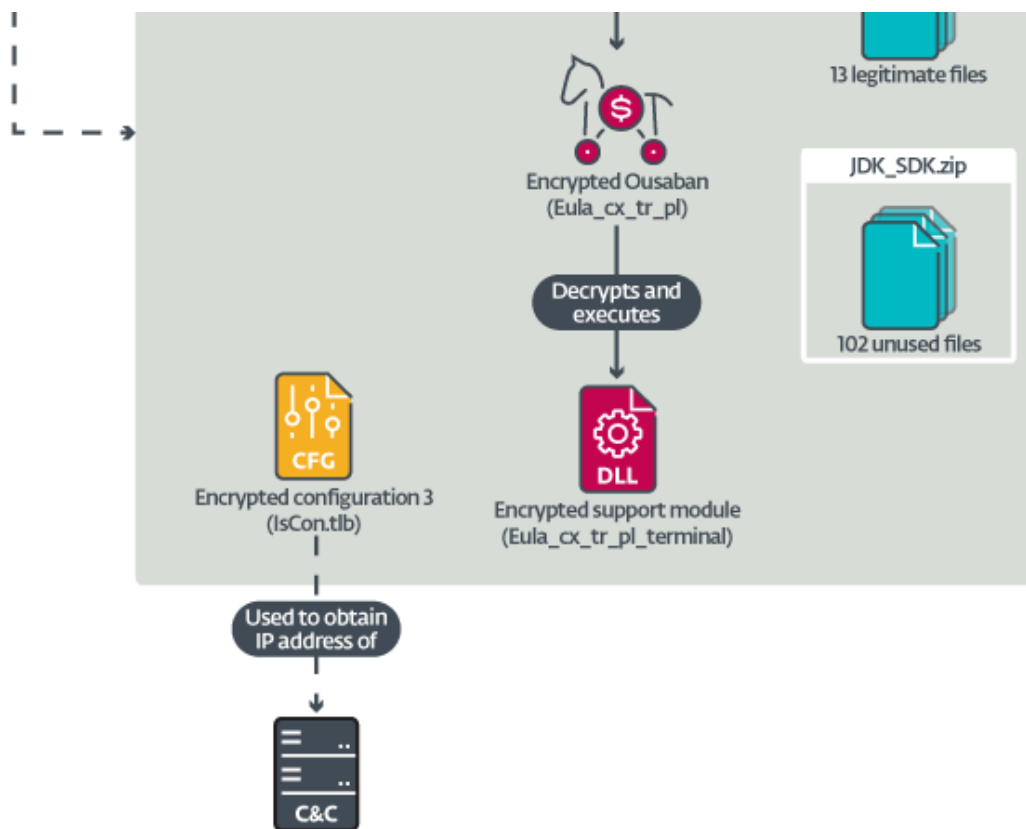 13 legitimate files
$
Encrypted Ousaban
(Eula_cx_tr_pl)
JDK_SDK.zip
Decrypts and
executes
102 unused files
CFG
DLL
Encrypted configuration 3
(IsCon.tlb)
Encrypted support module
(Eula_cx_tr_pl_terminal)
Used to obtain
IP address of
C&C